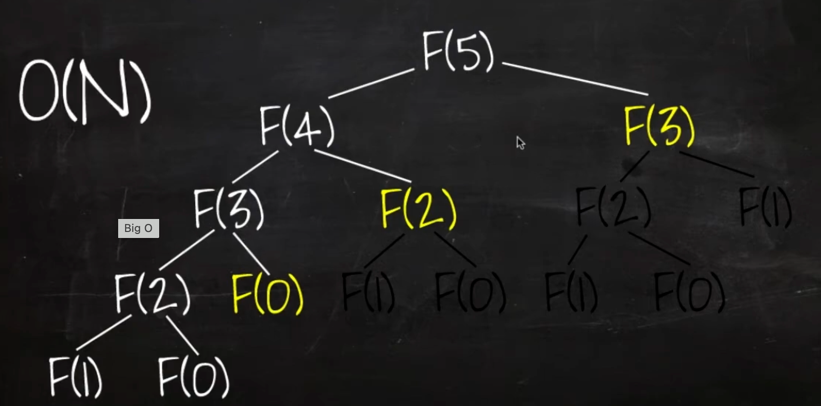 F(5)
O(N)
F(4)
F(3)
F(3)
F(2)
F(2)
F(1)
Big O
F(2)
F(0)
F(1)
F(0)
F(1)
F(0)
F(1)
F(0)